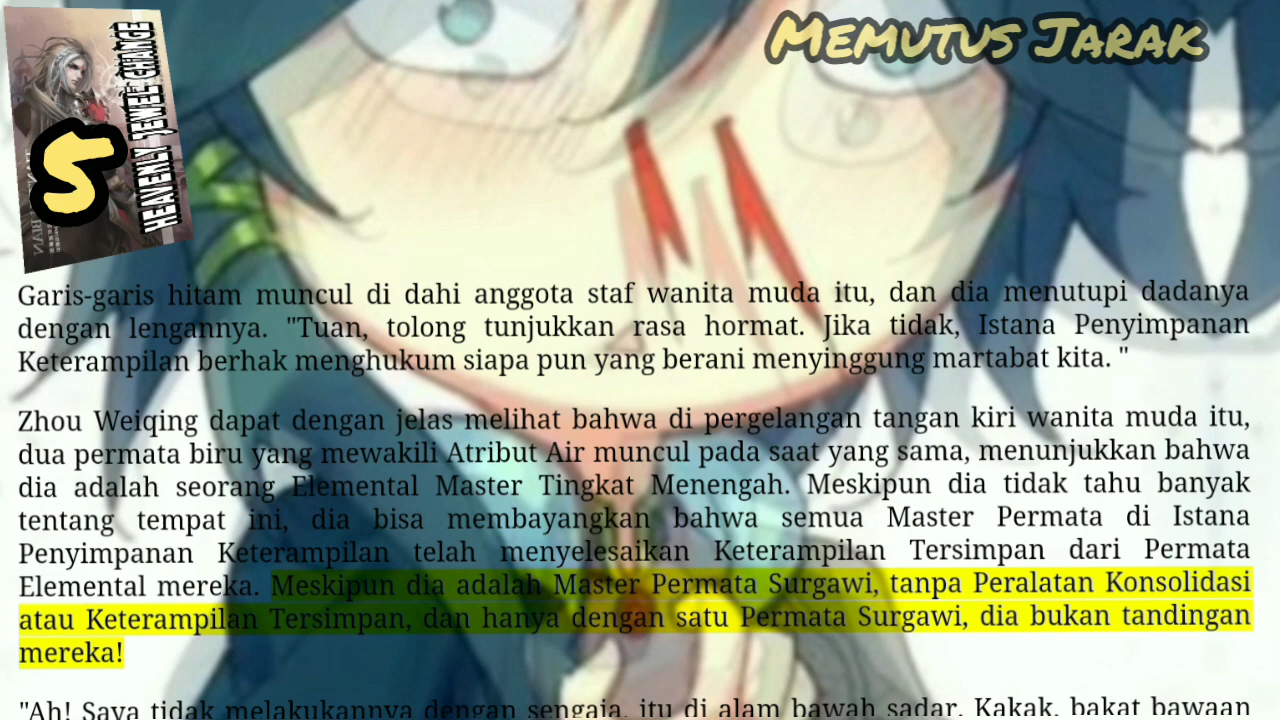 Memutus Jarak
HEAVENLY JEWEL CHANGE
5
Garis-garis hitam muncul di dahi anggota staf wanita muda itu, dan dia menutupi dadanya
dengan lengannya. "Tuan, tolong tunjukkan rasa hormat. Jika tidak, Istana Penyimpanan
Keterampilan berhak menghukum siapa pun yang berani menyinggung martabat kita. "
Zhou Weiqing dapat dengan jelas melihat bahwa di pergelangan tangan kiri wanita muda itu,
dua permata biru yang mewakili Atribut Air muncul pada saat yang sama, menunjukkan bahwa
dia adalah seorang Elemental Master Tingkat Menengah. Meskipun dia tidak tahu banyak
tentang tempat ini, dia bisa membayangkan bahwa semua Master Permata di Istana
Penyimpanan Keterampilan telah menyelesaikan Keterampilan Tersimpan dari Permata
Elemental mereka. Meskipun dia adalah Master Permata Surgawi, tanpa Peralatan Konsolidasi
atau Keterampilan Tersimpan, dan hanya dengan satu Permata Surgawi, dia bukan tandingan
mereka!
"Ah! Saya tidak melakukannya dengan sengaja, itu di alam bawah sadar. Kakak, bakat bawaan